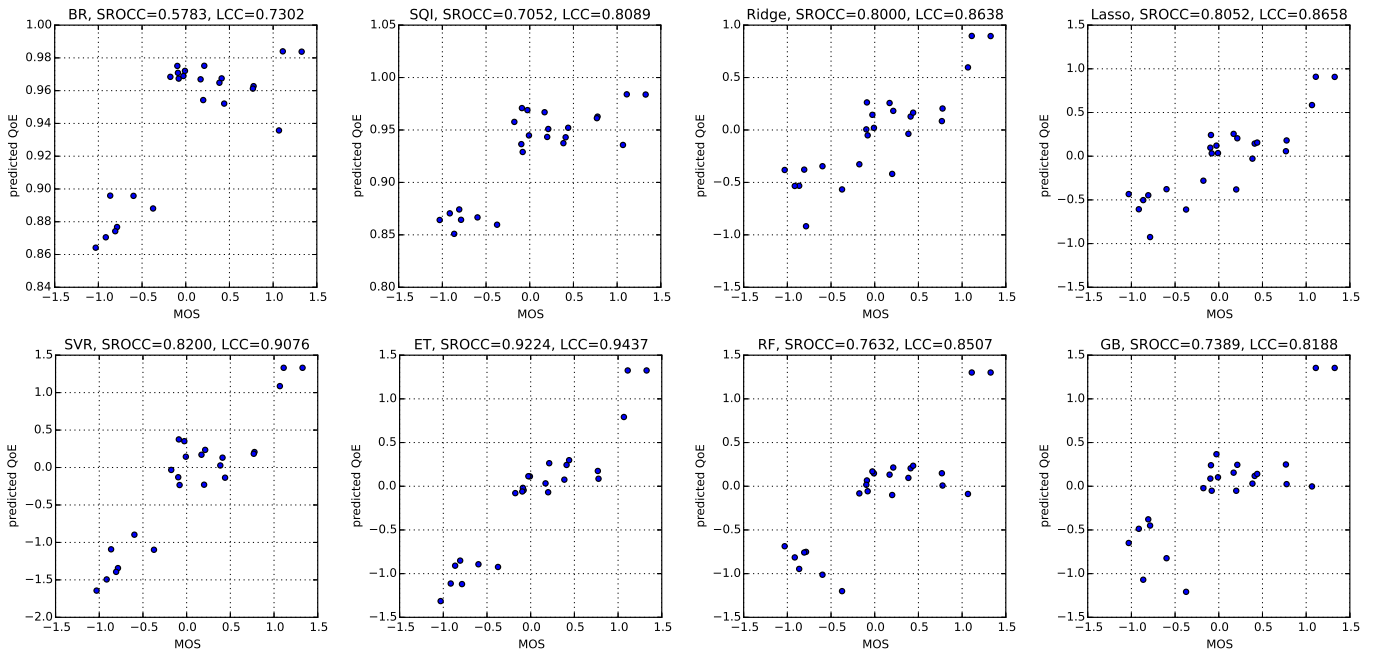 BR, SROCC=0.5783, LCC=0.7302
1.00
0.98
0.96
0.94
0.92
0.90
0.88
0.86
0.84
predicted QoE
−1.5 −1.0 −0.5 0.0 0.5 1.0 1.5
MOS
SQI, SROCC=0.7052, LCC=0.8089
1.05
1.00
0.95
0.90
0.85
0.80
predicted QoE
−1.5 −1.0 −0.5 0.0 0.5 1.0 1.5
MOS
Ridge, SROCC=0.8000, LCC=0.8638
1.0
0.5
0.0
−0.5
−1.0
−1.5
predicted QoE
−1.5 −1.0 −0.5 0.0 0.5 1.0 1.5
MOS
Lasso, SROCC=0.8052, LCC=0.8658
1.5
1.0
0.5
0.0
−0.5
−1.0
−1.5
predicted QoE
−1.5 −1.0 −0.5 0.0 0.5 1.0 1.5
MOS
SVR, SROCC=0.8200, LCC=0.9076
1.5
1.0
0.5
0.0
−0.5
−1.0
−1.5
−2.0
predicted QoE
−1.5 −1.0 −0.5 0.0 0.5 1.0 1.5
MOS
ET, SROCC=0.9224, LCC=0.9437
1.5
1.0
0.5
0.0
−0.5
−1.0
−1.5
predicted QoE
−1.5 −1.0 −0.5 0.0 0.5 1.0 1.5
MOS
RF, SROCC=0.7632, LCC=0.8507
1.5
1.0
0.5
0.0
−0.5
−1.0
−1.5
predicted QoE
−1.5 −1.0 −0.5 0.0 0.5 1.0 1.5
MOS
GB, SROCC=0.7389, LCC=0.8188
1.5
1.0
0.5
0.0
−0.5
−1.0
−1.5
predicted QoE
−1.5 −1.0 −0.5 0.0 0.5 1.0 1.5
MOS